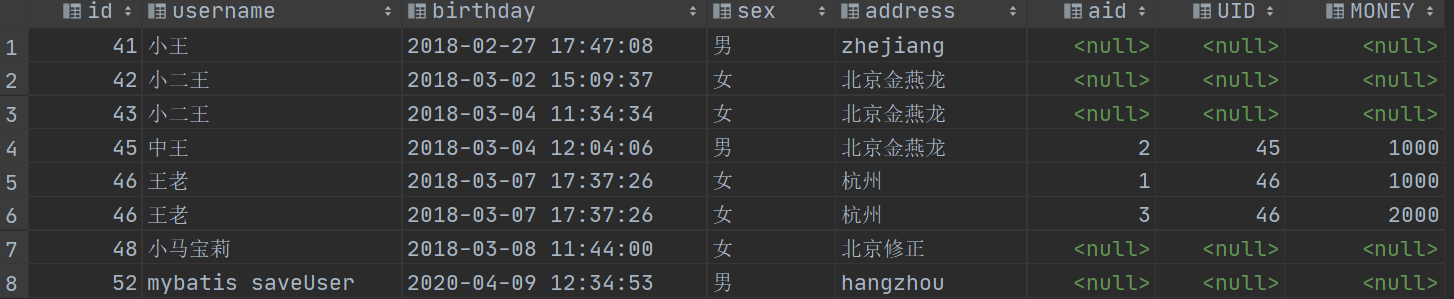 id username birthday sex address aid UID MONEY
1 41 小王 2018-02-27 17:47:08 男 zhejiang <null> <null> <null>
2 42 小二王 2018-03-02 15:09:37 女 北京金燕龙 <null> <null> <null>
3 43 小二王 2018-03-04 11:34:34 女 北京金燕龙 <null> <null> <null>
4 45 中王 2018-03-04 12:04:06 男 北京金燕龙 2 45 1000
5 46 王老 2018-03-07 17:37:26 女 杭州 1 46 1000
6 46 王老 2018-03-07 17:37:26 女 杭州 3 46 2000
7 48 小马宝莉 2018-03-08 11:44:00 女 北京修正 <null> <null> <null>
8 52 mybatis saveUser 2020-04-09 12:34:53 男 hangzhou <null> <null> <null>